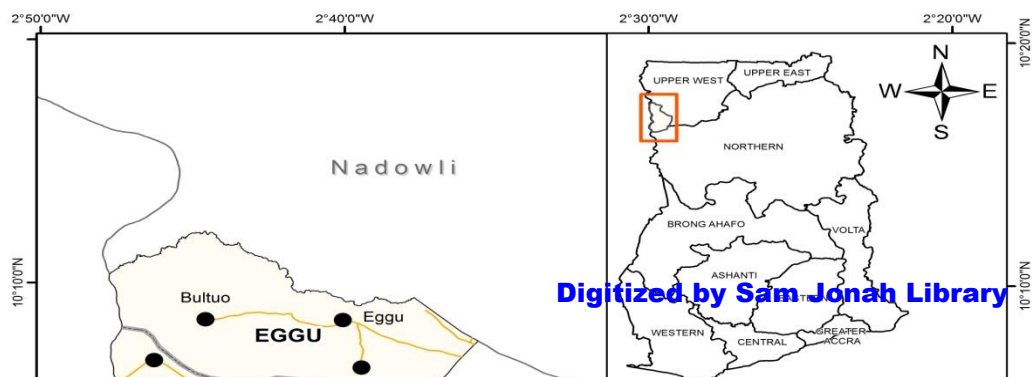 2°50'0"W 2°40'0"W 2°30'0"W 2°20'0"W
10°20'0"N
N
W E
S
UPPER WEST UPPER EAST
NORTHERN
Nadowli
BRONG AHAFO
VOLTA
ASHANTI
10°10'0"N 10°10'0"N
Digitized by Sam Jonah Library
EASTERN
Bultuo
Eggu
EGGU
WESTERN
CENTRAL
GREATER
ACCRA